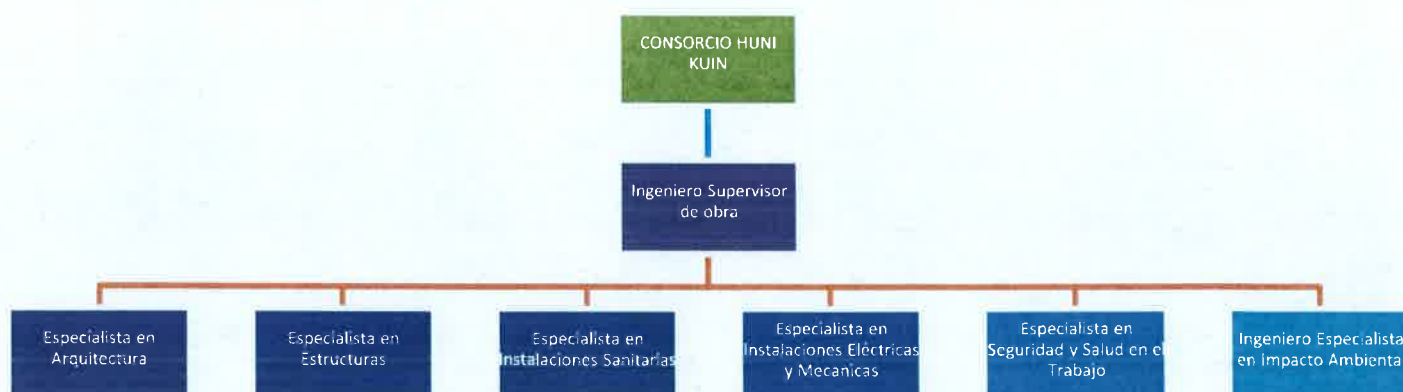 CONSORCIO HUNI
KUIN
Ingeniero Supervisor
de obra
Especialista en
Arquitectura
Especialista en
Estructuras
Especialista en
Instalaciones Sanitarias
Especialista en
Instalaciones Eléctricas
y Mecanicas
Especialista en
Seguridad y Salud en el
Trabajo
Ingeniero Especialista
en Impacto Ambiental